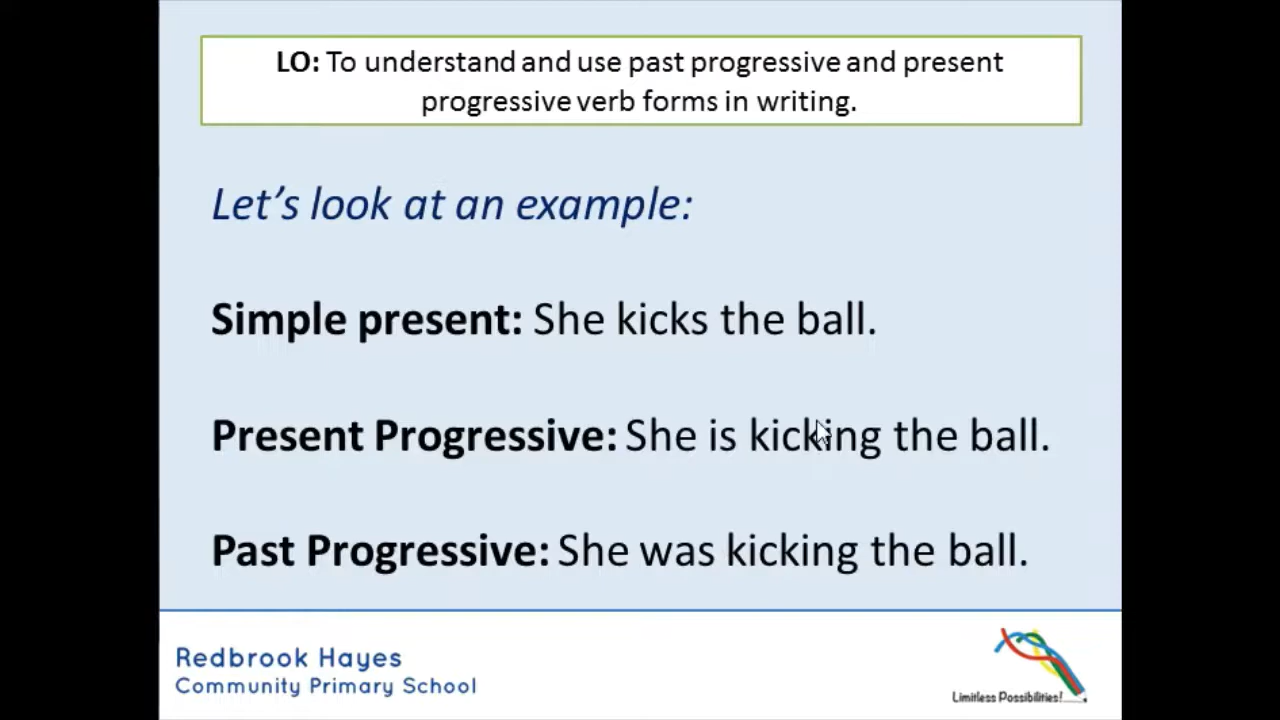 LO: To understand and use past progressive and present
progressive verb forms in writing.
Let's look at an example:
Simple present: She kicks the ball.
Present Progressive: She is kicking the ball.
Past Progressive: She was kicking the ball.
Redbrook Hayes
Community Primary School
Limitless Possibilities!